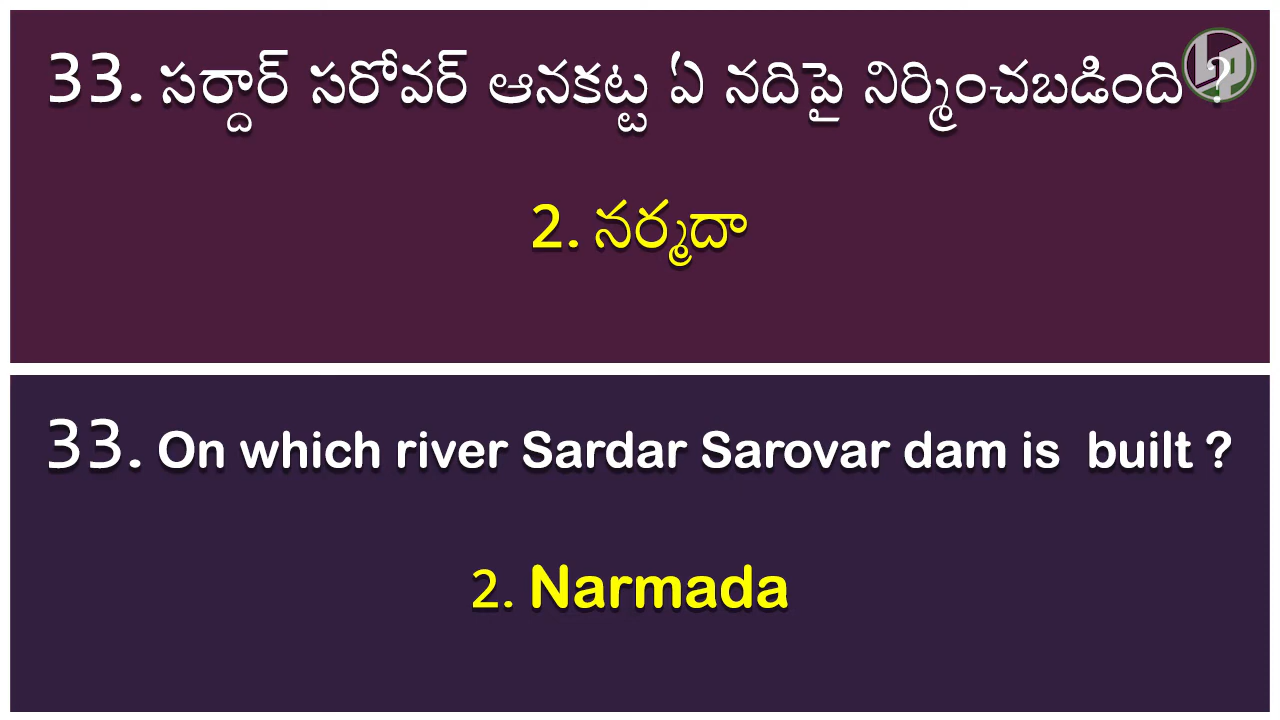 33. సర్దార్ సరోవర్ ఆనకట్ట ఏ నదిపై నిర్మించబడింది ?
2. నర్మదా
33. On which river Sardar Sarovar dam is  built ?
2. Narmada